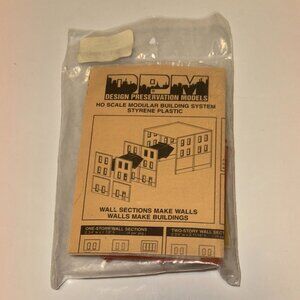 DPM
DESIGN PRESERVATION MODELS
HO SCALE MODULAR BUILDING SYSTEM
STYRENE PLASTIC
WALL SECTIONS MAKE WALLS
WALLS MAKE BUILDINGS
ONE-STORY WALL SECTIONS
TWO-STORY WALL